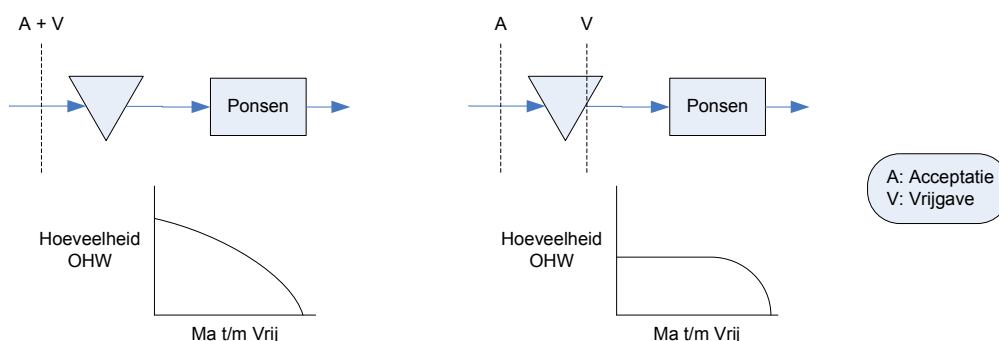 A + V
Ponsen
Hoeveelheid
OHW
Ma t/m Vrij
A
V
Ponsen
Hoeveelheid
OHW
Ma t/m Vrij
A: Acceptatie
V: Vrijgave